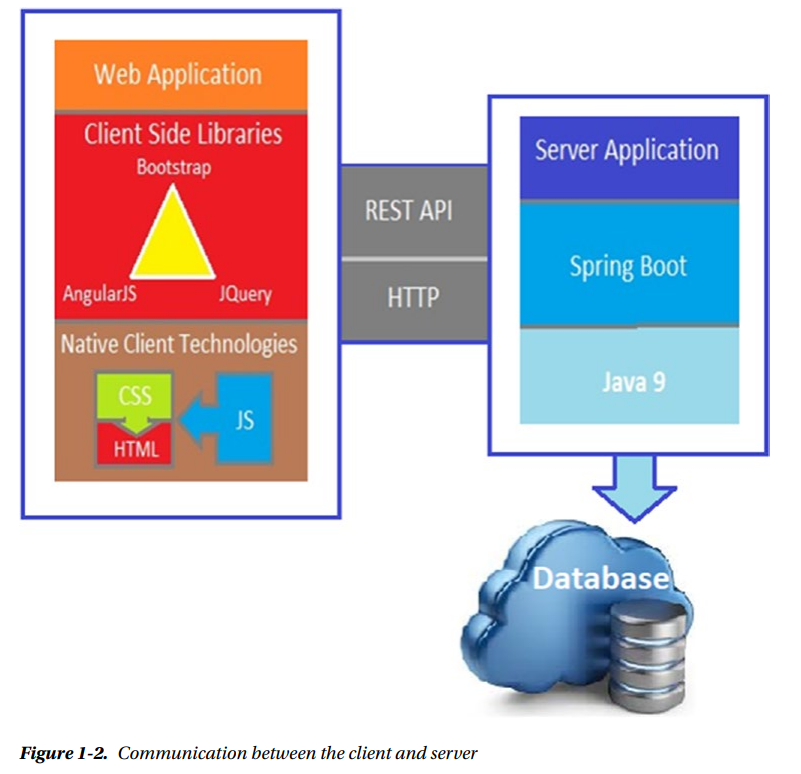 Web Application
Client Side Libraries
Bootstrap
AngularJS
JQuery
Native Client Technologies
CSS
HTML
JS
REST API
HTTP
Server Application
Spring Boot
Java 9
Database
Figure 1-2. Communication between the client and server